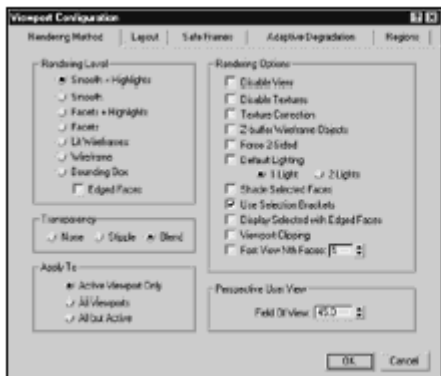 Viewport Configuration
Rendering Method
Layout
Safe Frames
Adaptive Degradation
Regions
Rendering Level
Smooth + Highlights
Smooth
Facets + Highlights
Facets
Lit Wireframes
Wireframe
Bounding Box
Edged Faces
Transparency
None
Stipple
Blend
Apply To
Active Viewport Only
All Viewports
All but Active
Rendering Options
Disable View
Disable Textures
Texture Correction
Z-buffer Wireframe Objects
Force 2-Sided
Default Lighting
1 Light
2 Lights
Shade Selected Faces
Use Selection Brackets
Display Selected with Edged Faces
Viewport Clipping
Fast View Nth Faces: 5
Perspective User View
Field Of View: 45.0
OK
Cancel